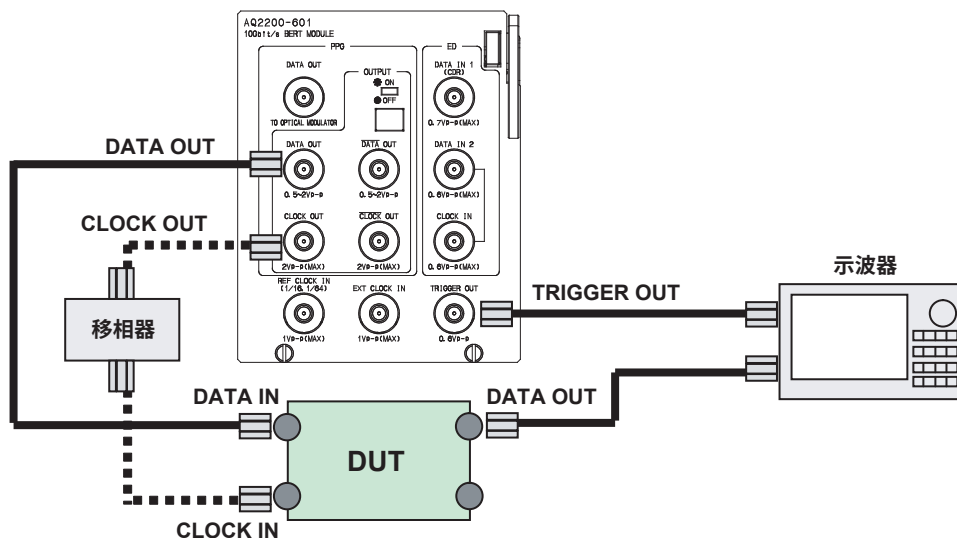 AQ2200-601
10Gbit/s BERT MODULE
PPG
ED
DATA OUT
TO OPTICAL MODULATOR
OUTPUT
ON
OFF
DATA IN 1
(CDR)
0.7Vp-p(MAX)
DATA OUT
0.5~2Vp-p
DATA OUT
0.5~2Vp-p
DATA IN 2
0.6Vp-p(MAX)
CLOCK OUT
2Vp-p(MAX)
CLOCK OUT
2Vp-p(MAX)
CLOCK IN
0.6Vp-p(MAX)
REF CLOCK IN
(1/16, 1/64)
1Vp-p(MAX)
EXT CLOCK IN
1Vp-p(MAX)
TRIGGER OUT
0.6Vp-p
DATA OUT
CLOCK OUT
移相器
TRIGGER OUT
示波器
DATA IN
DATA OUT
DUT
CLOCK IN